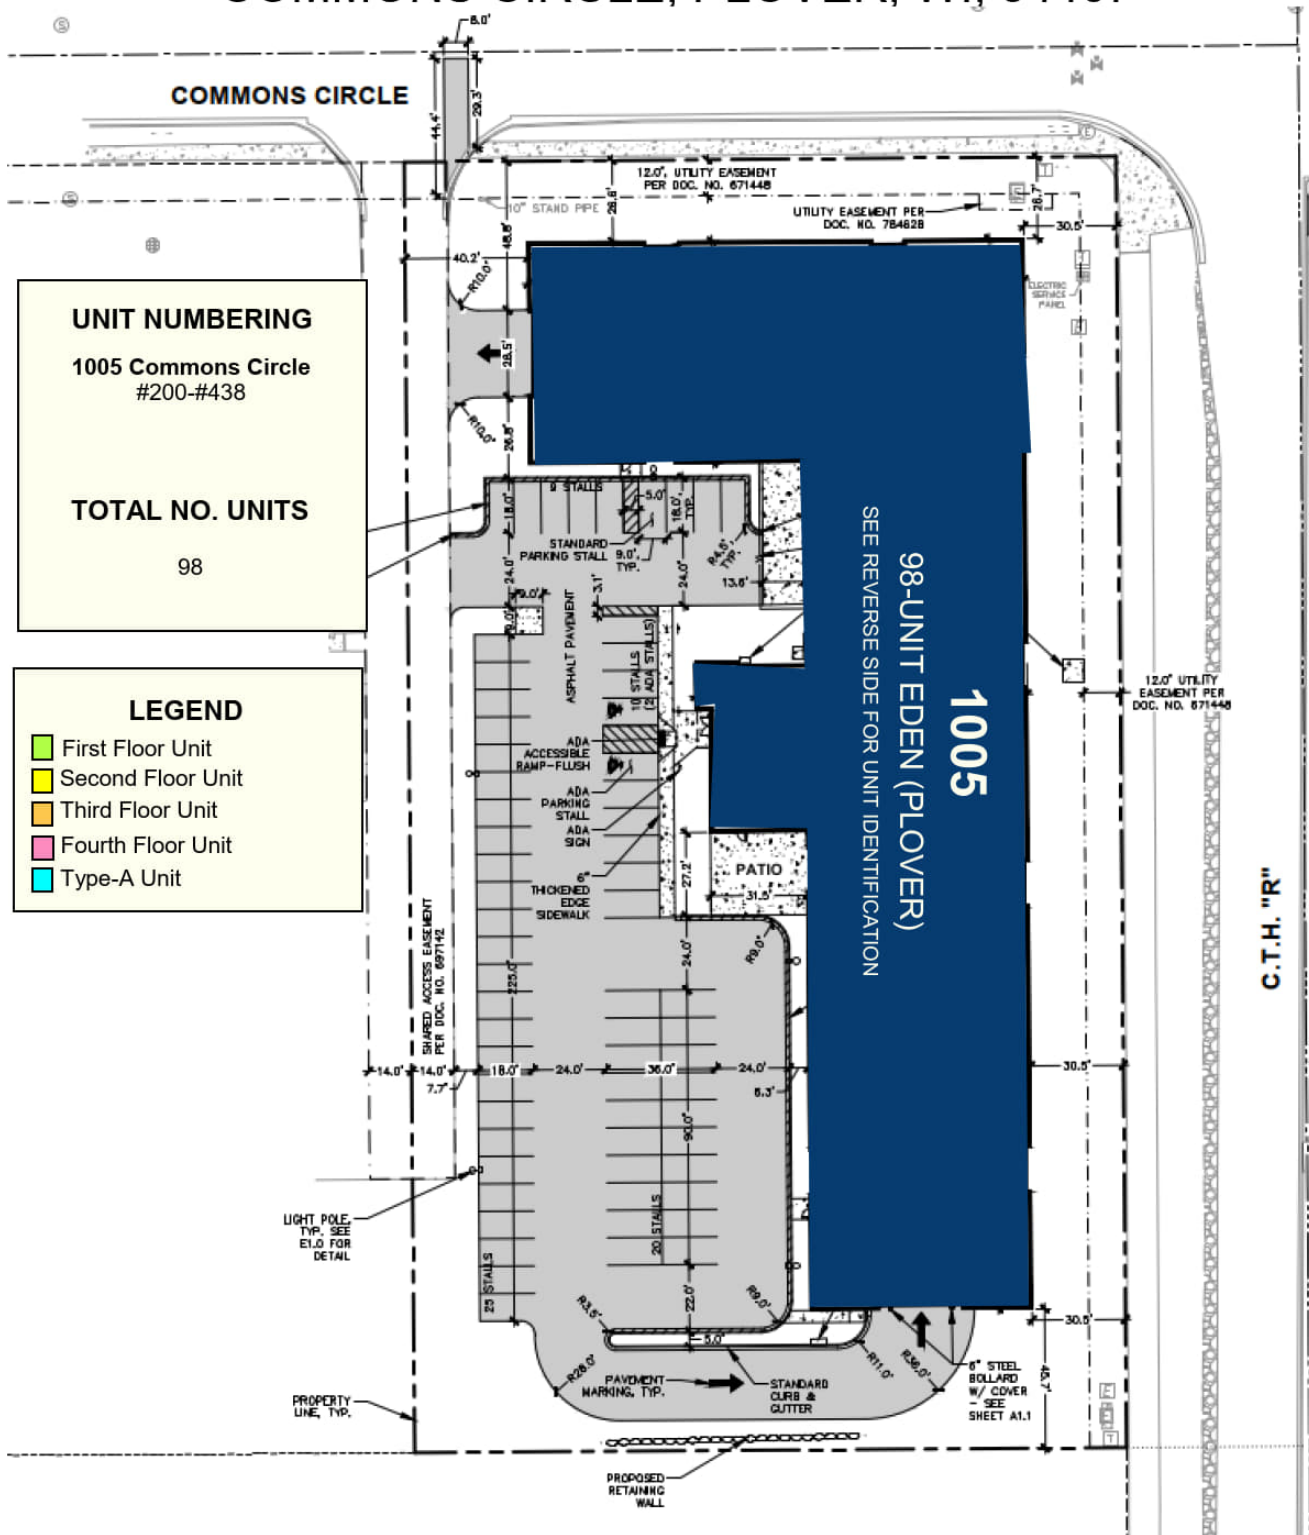 8.0'
COMMONS CIRCLE
44.4'
29.3'
12.0', UTILITY EASEMENT
PER DOC. NO. 671448
10" STAND PIPE
26.6'
UTILITY EASEMENT PER
DOC. NO. 784828
26.7'
30.5'
40.2'
R10.0'
ELECTRIC
SERVICE
PANEL
UNIT NUMBERING
1005 Commons Circle
#200-#438
TOTAL NO. UNITS
98
28.5'
R10.0'
26.8'
9 STALLS
18.0'
5.0'
18.0',
TYP.
STANDARD
PARKING STALL
9.0',
TYP.
R4.5',
TYP.
24.0'
24.0'
13.6'
9.0'
3.1'
9.0'
ASPHALT PAVEMENT
10 STALLS
(2 ADA STALLS)
LEGEND
First Floor Unit
Second Floor Unit
Third Floor Unit
Fourth Floor Unit
Type-A Unit
ADA
ACCESSIBLE
RAMP-FLUSH
ADA
PARKING
STALL
ADA
SIGN
6"
THICKENED
EDGE
SIDEWALK
27.2'
PATIO
31.5'
1005
98-UNIT EDEN (PLOVER)
SEE REVERSE SIDE FOR UNIT IDENTIFICATION
12.0' UTILITY
EASEMENT PER
DOC. NO. 671448
C.T.H. "R"
SHARED ACCESS EASEMENT
PER DOC. NO. 697142
225.0'
24.0'
R9.0'
14.0'
14.0'
7.7'
18.0'
24.0'
36.0'
24.0'
6.3'
30.5'
90.0'
20 STALLS
25 STALLS
LIGHT POLE,
TYP. SEE
E1.0 FOR
DETAIL
22.0'
R3.5'
R9.0'
5.0'
R28.0'
R11.0'
R36.0'
30.5'
45.7'
PAVEMENT
MARKING, TYP.
STANDARD
CURB &
GUTTER
6" STEEL
BOLLARD
W/ COVER
- SEE
SHEET A1.1
PROPERTY
LINE, TYP.
PROPOSED
RETAINING
WALL